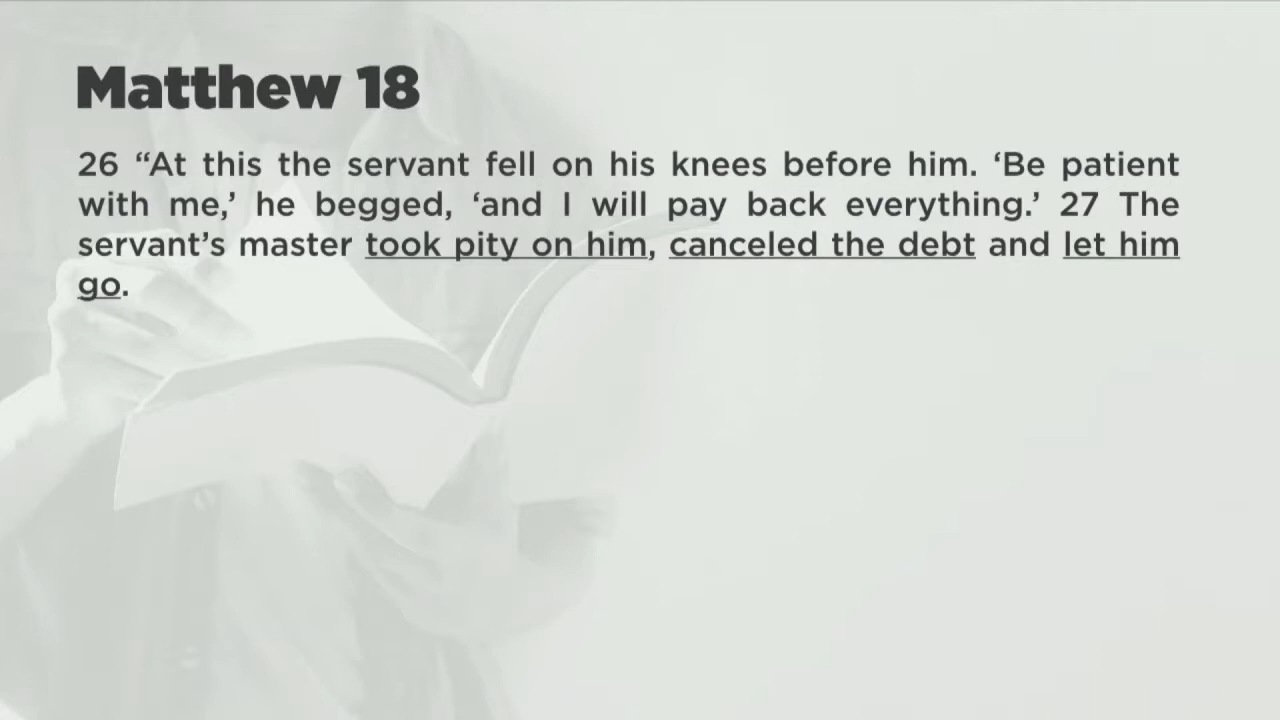 Matthew 18
26 “At this the servant fell on his knees before him. ‘Be patient
with me,’ he begged, ‘and I will pay back everything.’ 27 The
servant’s master took pity on him, canceled the debt and let him
go.